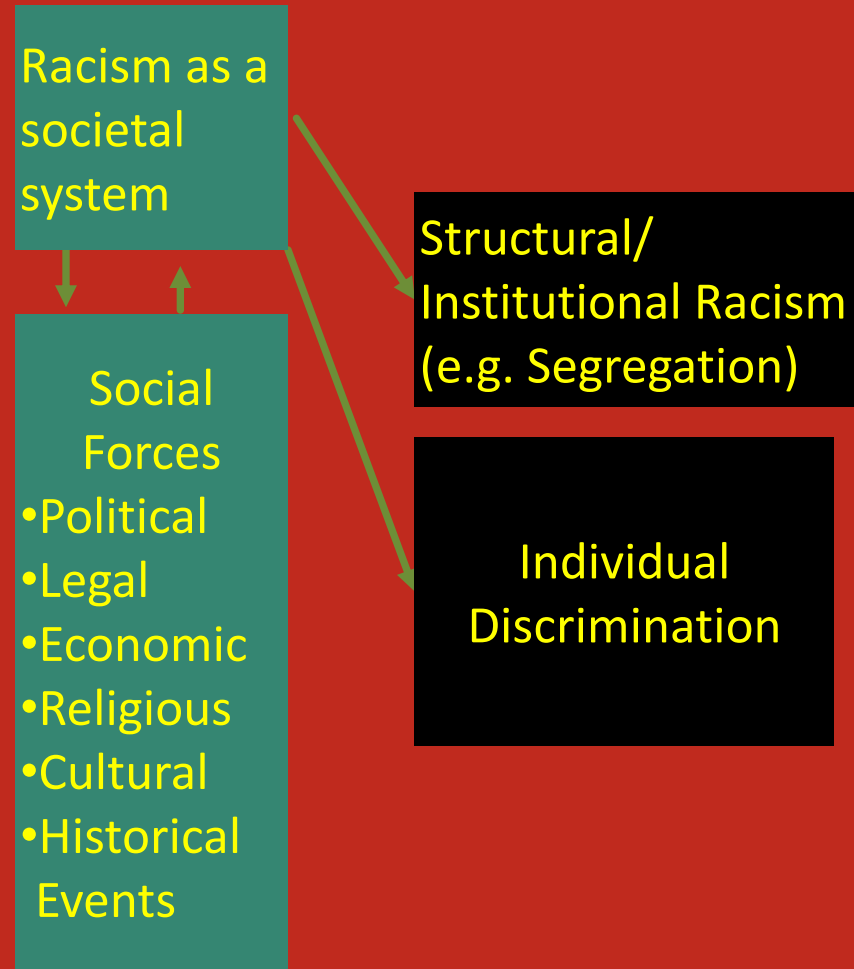 Racism as a
societal
system
Structural/
Institutional Racism
(e.g. Segregation)
Social
Forces
•Political
•Legal
•Economic
•Religious
•Cultural
•Historical
Events
Individual
Discrimination